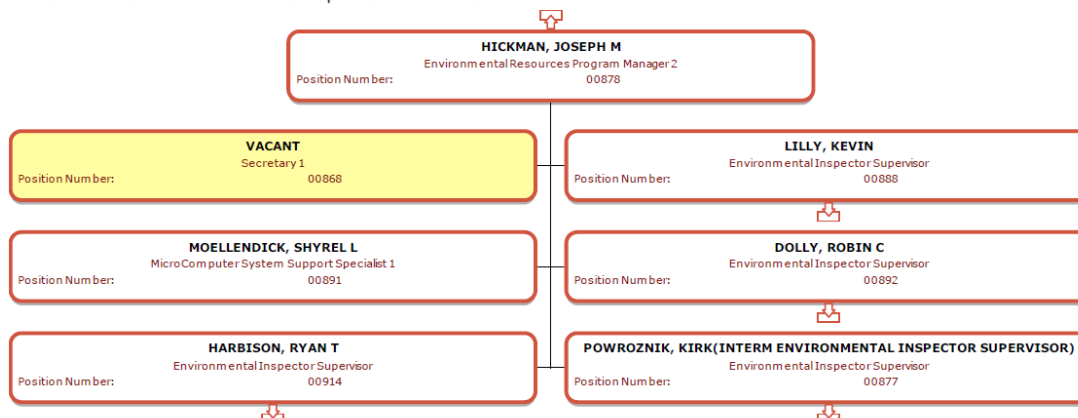 HICKMAN, JOSEPH M
Environmental Resources Program Manager 2
Position Number: 00878
VACANT
Secretary 1
Position Number: 00868
LILLY, KEVIN
Environmental Inspector Supervisor
Position Number: 00888
MOELLENDICK, SHYREL L
MicroComputer System Support Specialist 1
Position Number: 00891
DOLLY, ROBIN C
Environmental Inspector Supervisor
Position Number: 00892
HARBISON, RYAN T
Environmental Inspector Supervisor
Position Number: 00914
POWROZNIK, KIRK(INTERM ENVIRONMENTAL INSPECTOR SUPERVISOR)
Environmental Inspector Supervisor
Position Number: 00877